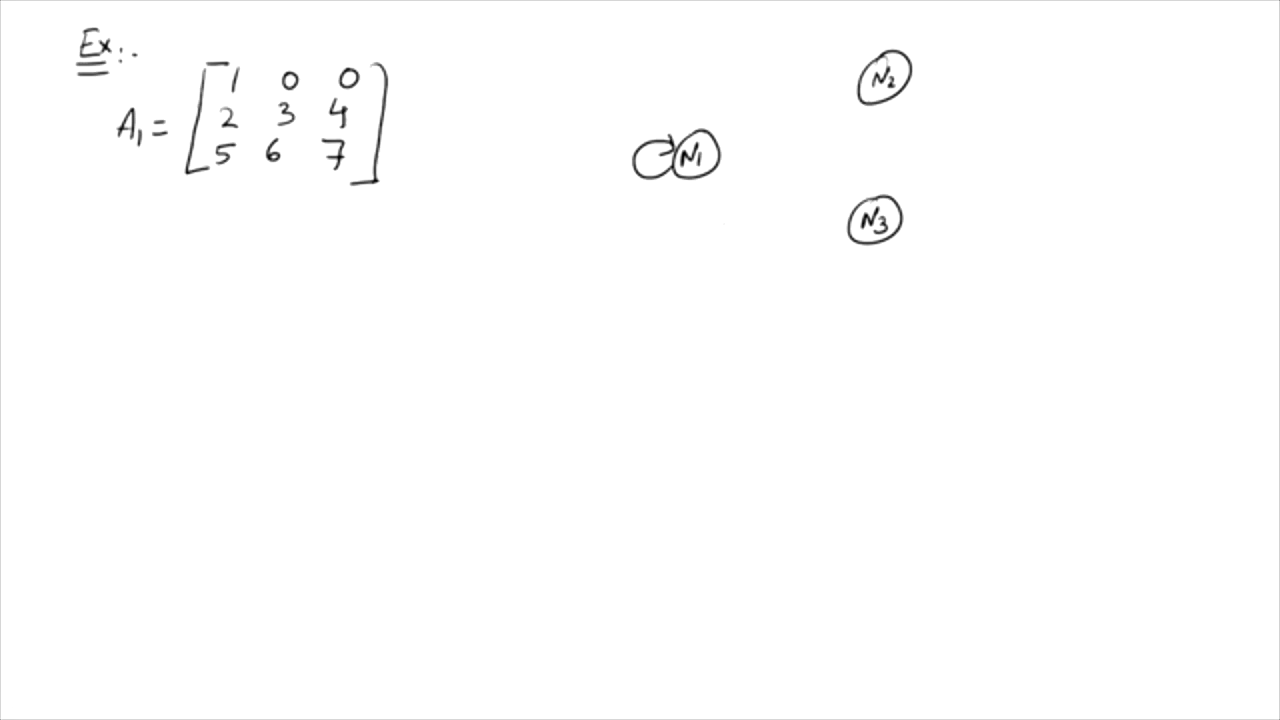 Ex:.
A₁ = [ 1 0 0
2 3 4
5 6 7 ]
N₂
N₁
N₃